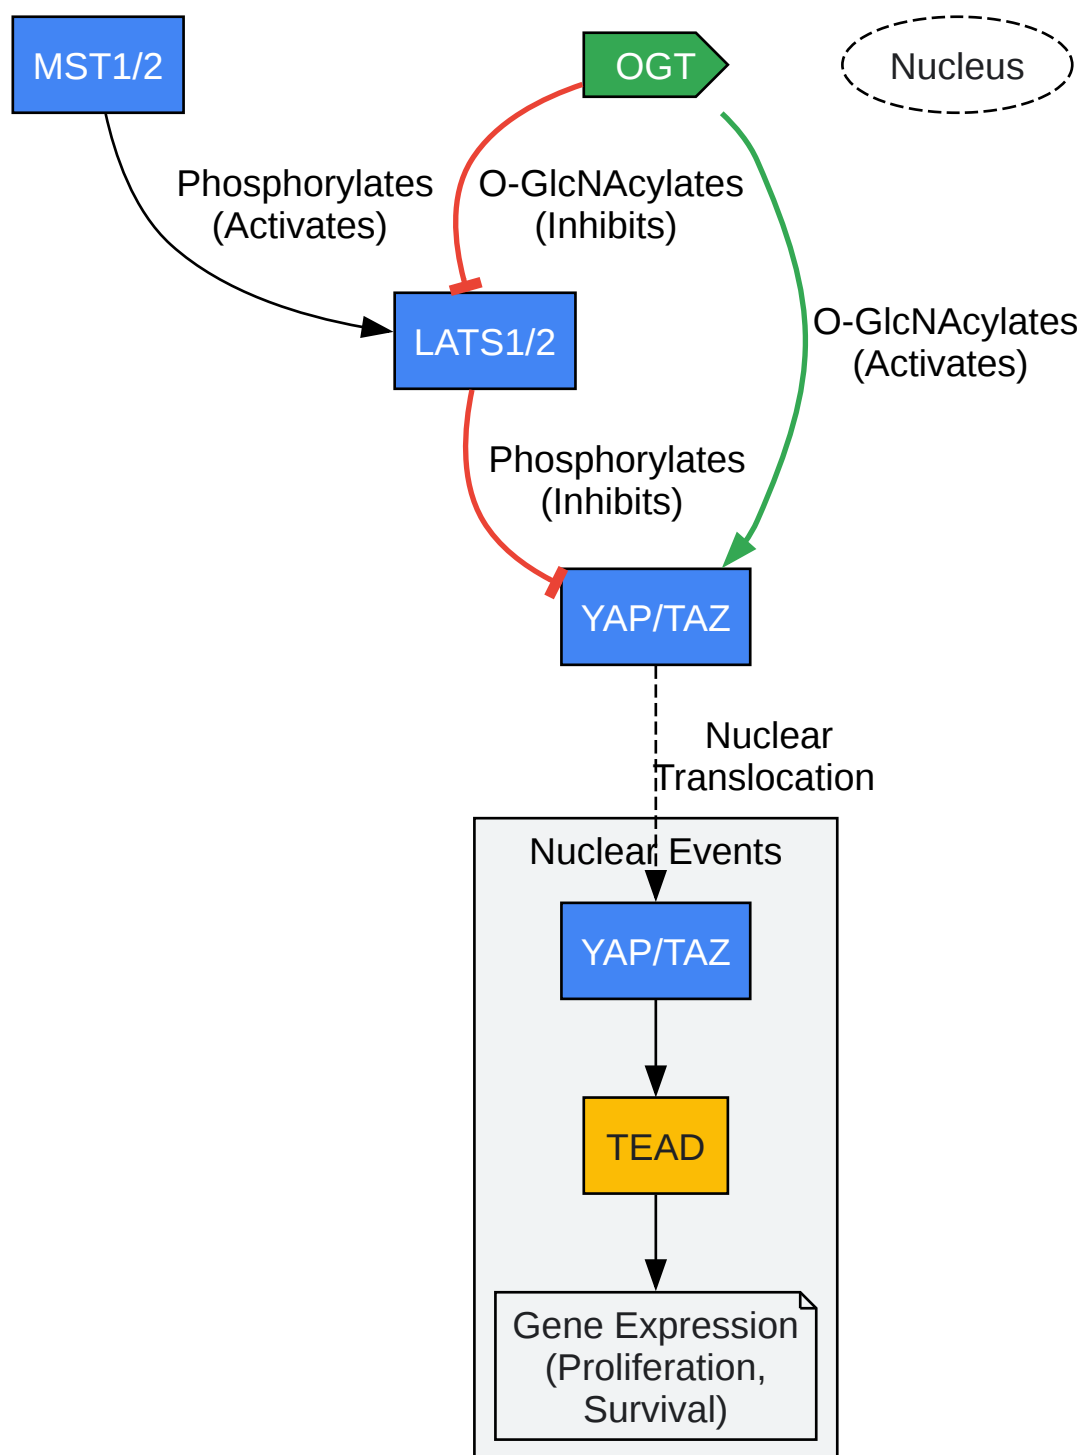 MST1/2
OGT
Nucleus
Phosphorylates
(Activates)
O-GlcNAcylates
(Inhibits)
O-GlcNAcylates
(Activates)
LATS1/2
Phosphorylates
(Inhibits)
YAP/TAZ
Nuclear
Translocation
Nuclear Events
YAP/TAZ
TEAD
Gene Expression
(Proliferation,
Survival)